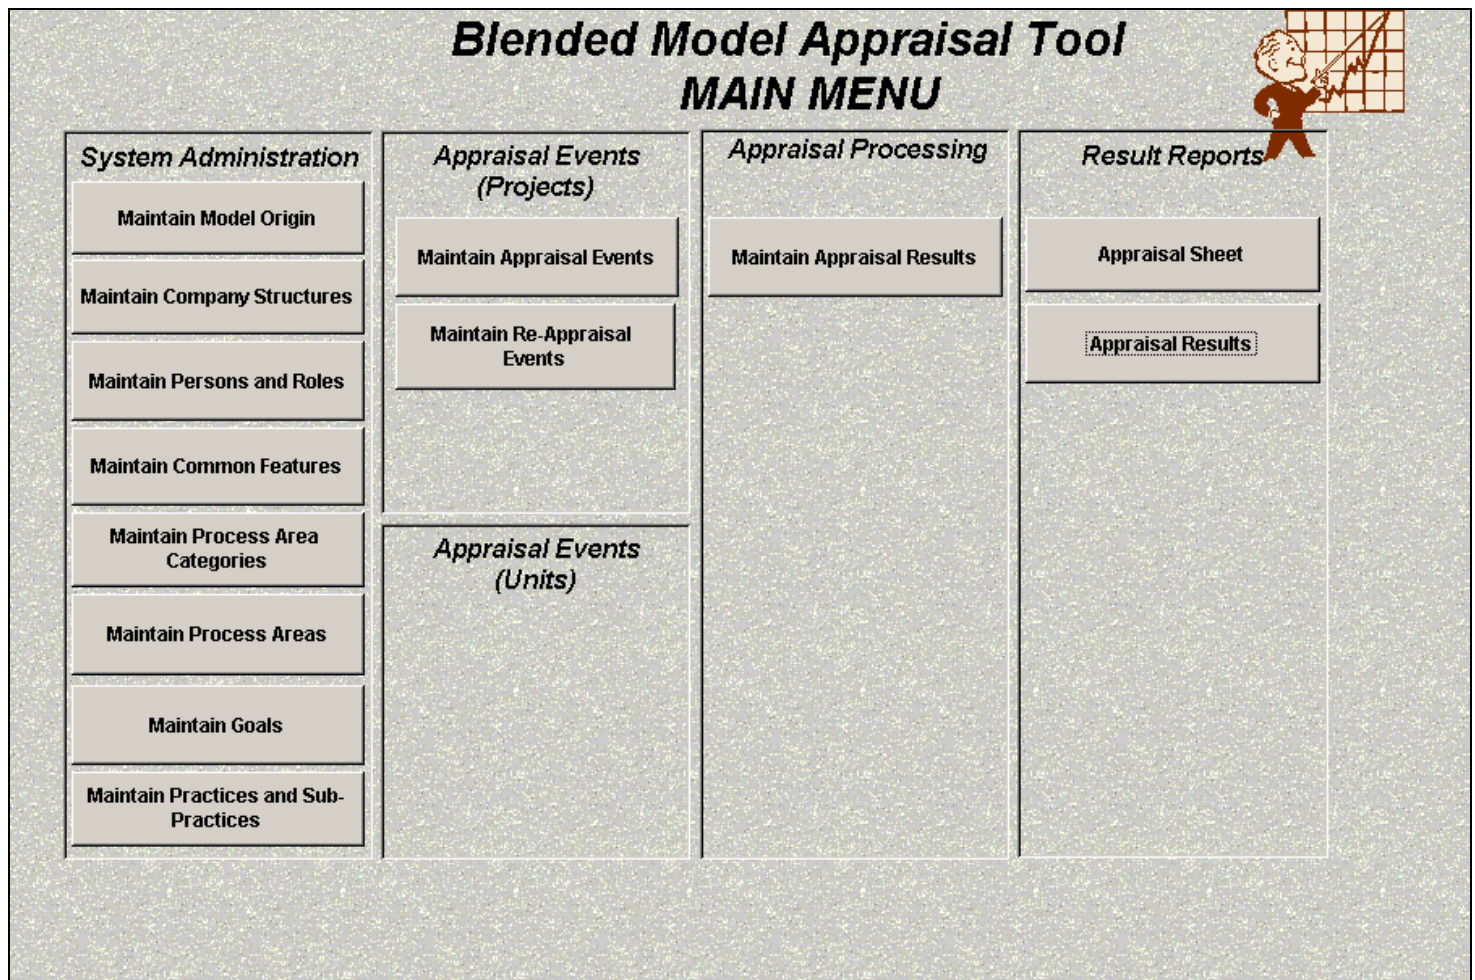 Blended Model Appraisal Tool
MAIN MENU
System Administration
Maintain Model Origin
Maintain Company Structures
Maintain Persons and Roles
Maintain Common Features
Maintain Process Area
Categories
Maintain Process Areas
Maintain Goals
Maintain Practices and Sub-
Practices
Appraisal Events
(Projects)
Maintain Appraisal Events
Maintain Re-Appraisal
Events
Appraisal Events
(Units)
Appraisal Processing
Maintain Appraisal Results
Result Reports
Appraisal Sheet
Appraisal Results